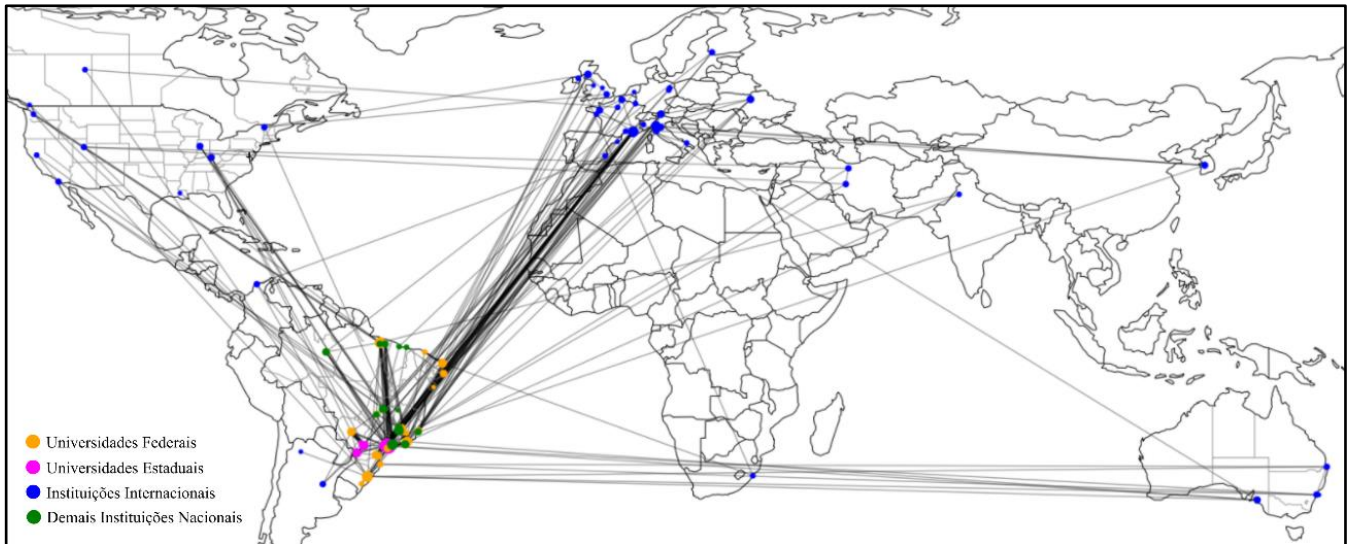 Universidades Federais
Universidades Estaduais
Instituições Internacionais
Demais Instituições Nacionais